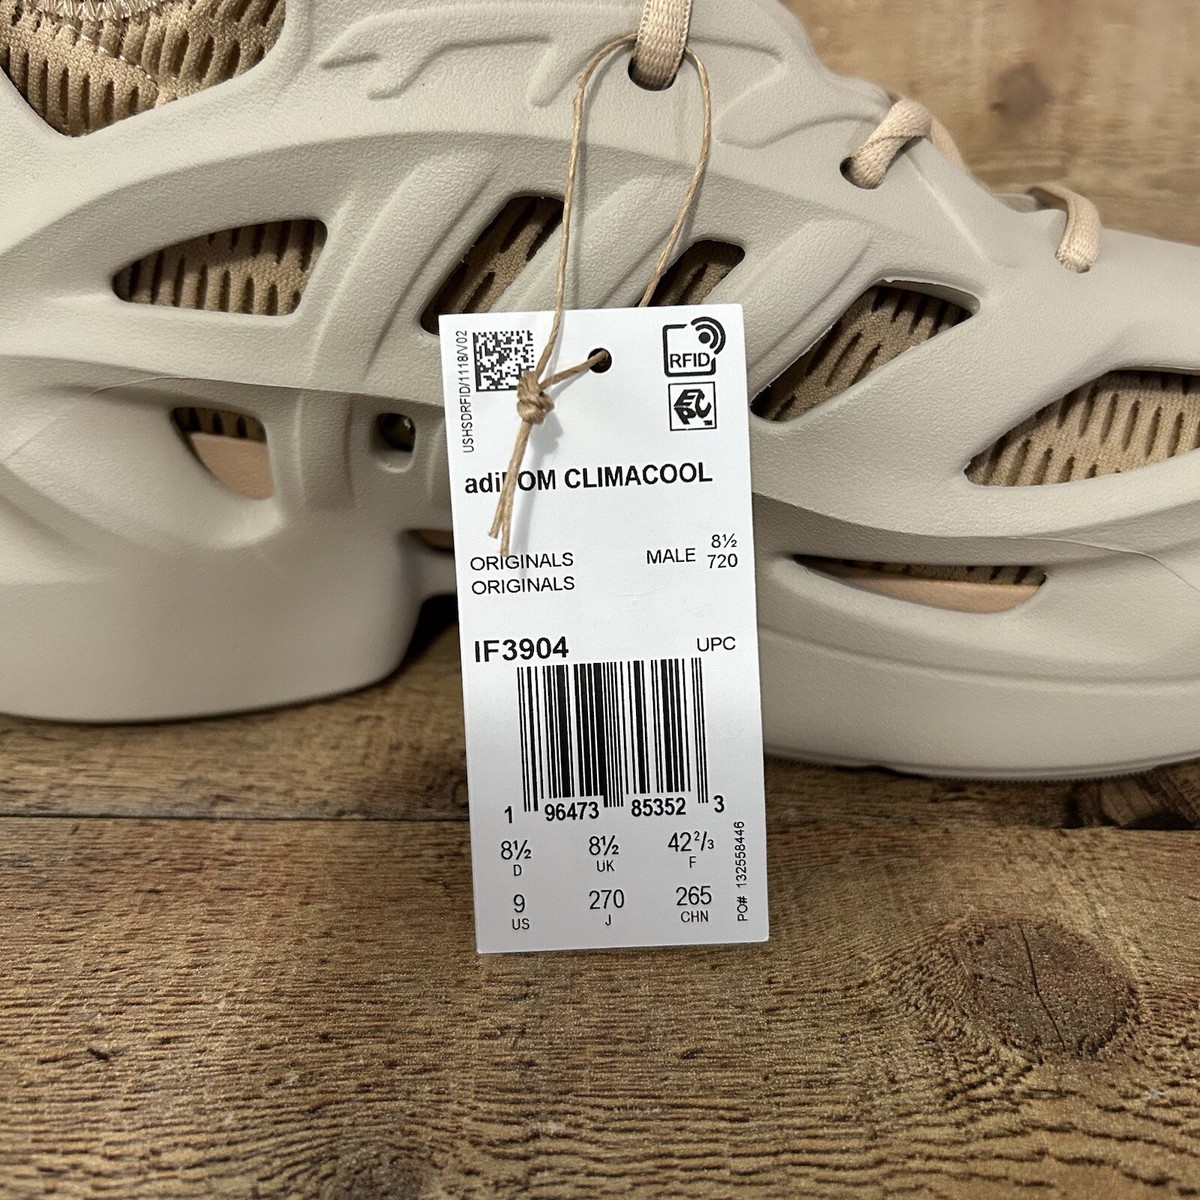 USHSDRFID/1118/V02
RFID
EPC™
adiFOM CLIMACOOL
ORIGINALS
ORIGINALS
MALE 8½
720
IF3904 UPC
1 96473 85352 3
8½ 8½ 42²/₃
D UK F
9 270 265
US J CHN
PO# 132558446